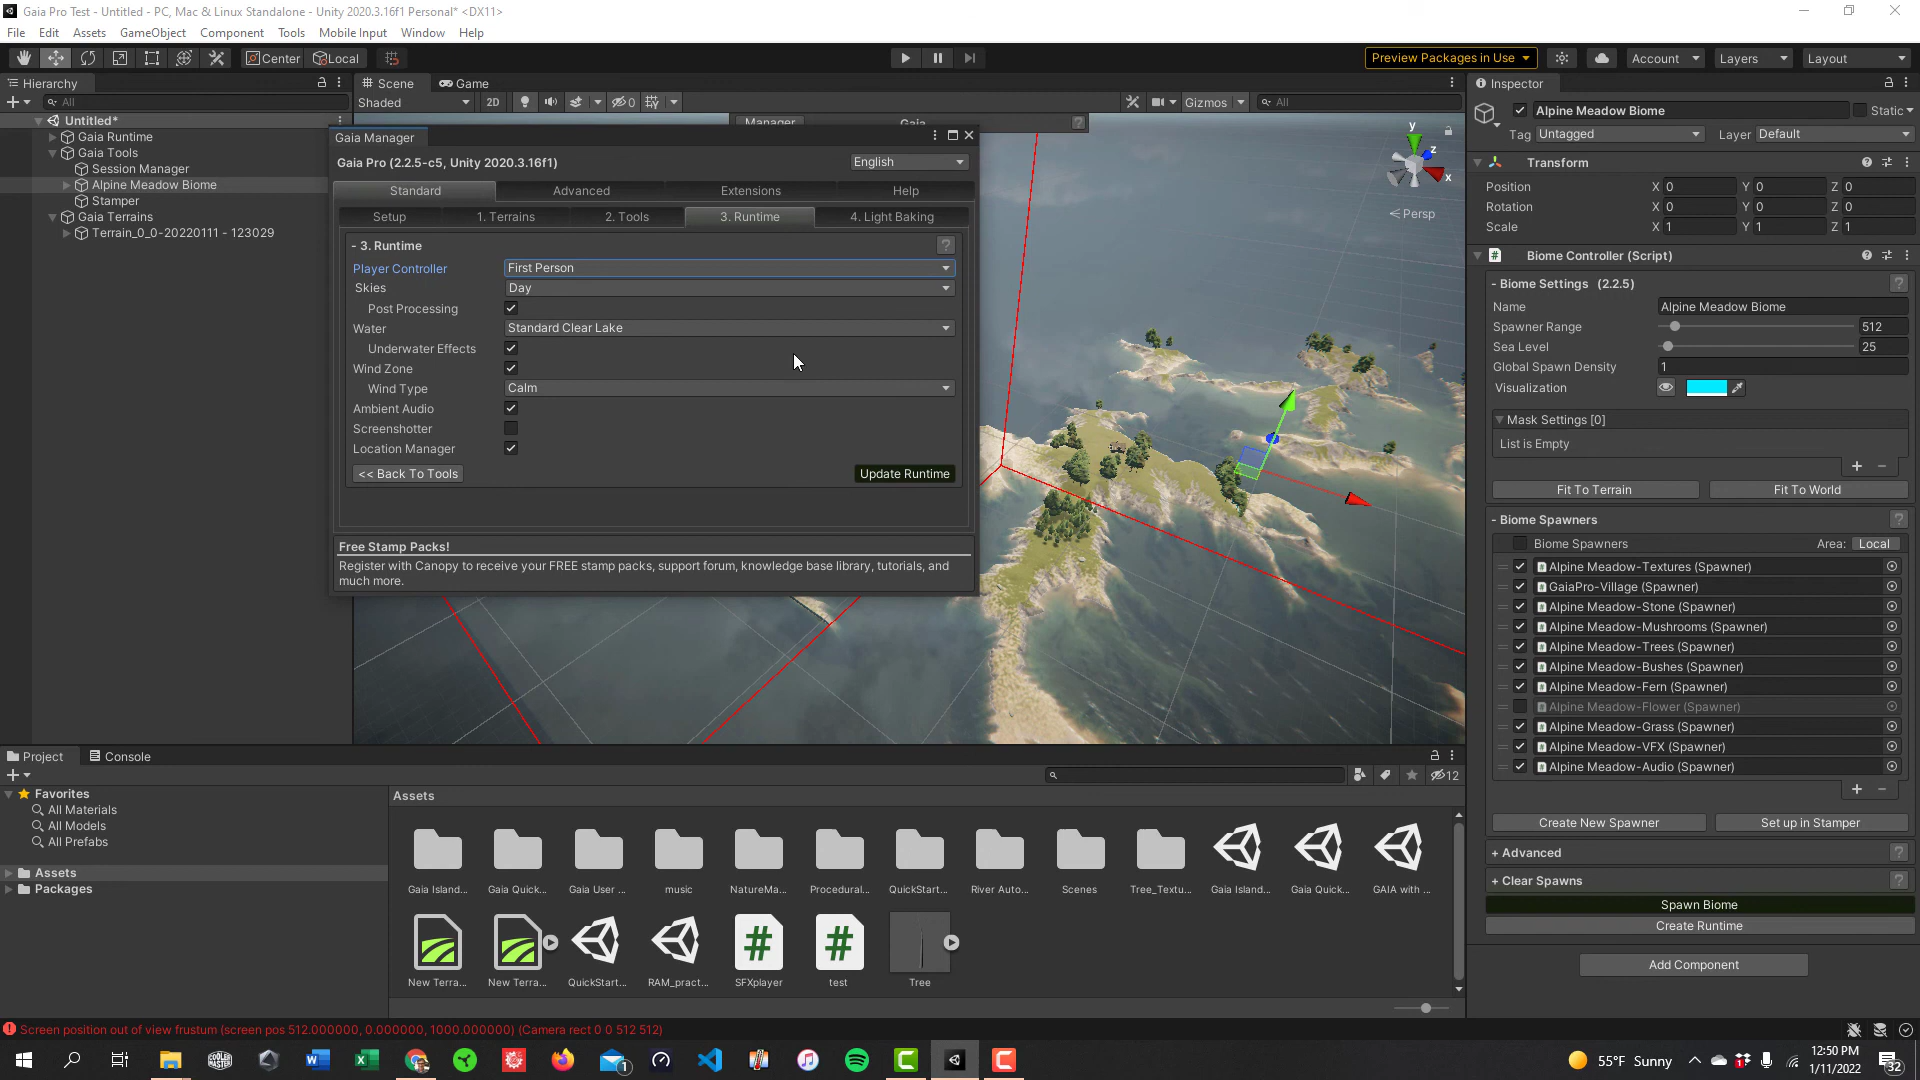 Gaia Pro Test - Untitled - PC, Mac & Linux Standalone - Unity 2020.3.16f1 Personal* <DX11>
File Edit Assets GameObject Component Tools Mobile Input Window Help
Center Local Preview Packages in Use Account Layers Layout
Hierarchy
All
Untitled*
Gaia Runtime
Gaia Tools
Session Manager
Alpine Meadow Biome
Stamper
Gaia Terrains
Terrain_0_0-20220111 - 123029
Scene Game
Shaded 2D 0 Gizmos All
Manager Gaia
y
z
x
Persp
Gaia Manager
Gaia Pro (2.2.5-c5, Unity 2020.3.16f1) English
Standard Advanced Extensions Help
Setup 1. Terrains 2. Tools 3. Runtime 4. Light Baking
- 3. Runtime ?
Player Controller First Person
Skies Day
Post Processing
Water Standard Clear Lake
Underwater Effects
Wind Zone
Wind Type Calm
Ambient Audio
Screenshotter
Location Manager
<< Back To Tools Update Runtime
Free Stamp Packs!
Register with Canopy to receive your FREE stamp packs, support forum, knowledge base library, tutorials, and
much more.
Inspector
Alpine Meadow Biome Static
Tag Untagged Layer Default
Transform
Position X 0 Y 0 Z 0
Rotation X 0 Y 0 Z 0
Scale X 1 Y 1 Z 1
Biome Controller (Script)
- Biome Settings (2.2.5) ?
Name Alpine Meadow Biome
Spawner Range 512
Sea Level 25
Global Spawn Density 1
Visualization
Mask Settings [0]
List is Empty
+ −
Fit To Terrain Fit To World
- Biome Spawners ?
Biome Spawners Area: Local
Alpine Meadow-Textures (Spawner)
GaiaPro-Village (Spawner)
Alpine Meadow-Stone (Spawner)
Alpine Meadow-Mushrooms (Spawner)
Alpine Meadow-Trees (Spawner)
Alpine Meadow-Bushes (Spawner)
Alpine Meadow-Fern (Spawner)
Alpine Meadow-Flower (Spawner)
Alpine Meadow-Grass (Spawner)
Alpine Meadow-VFX (Spawner)
Alpine Meadow-Audio (Spawner)
+ −
Create New Spawner Set up in Stamper
+ Advanced ?
+ Clear Spawns ?
Spawn Biome
Create Runtime
Add Component
Project Console
12
Favorites
All Materials
All Models
All Prefabs
Assets
Packages
Assets
Gaia Island... Gaia Quick... Gaia User ... music NatureMa... Procedural... QuickStart... River Auto... Scenes Tree_Textu... Gaia Island... Gaia Quick... GAIA with ...
New Terra... New Terra... QuickStart... RAM_pract... SFXplayer test Tree
Screen position out of view frustum (screen pos 512.000000, 0.000000, 1000.000000) (Camera rect 0 0 512 512)
55°F Sunny
12:50 PM
1/11/2022
32